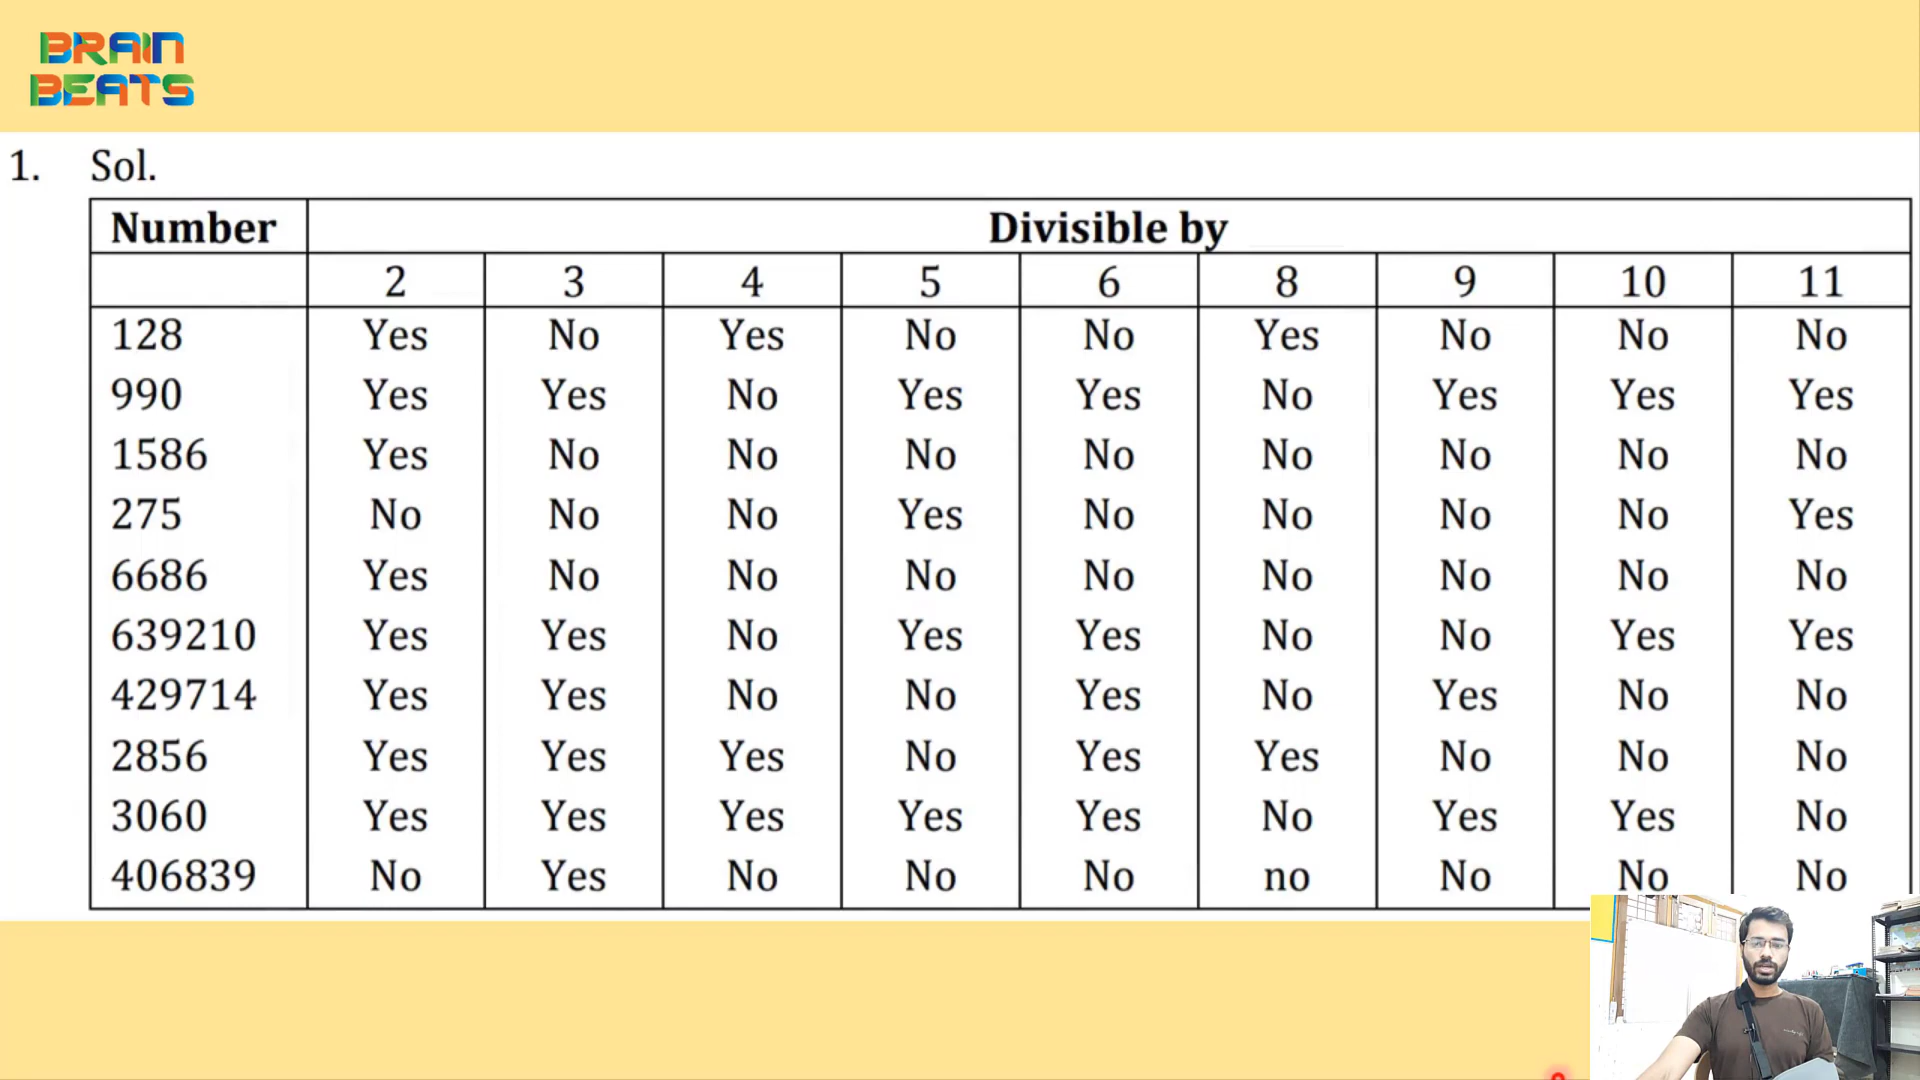 BRAIN
BEATS
1. Sol.
Number Divisible by
2 3 4 5 6 8 9 10 11
128 Yes No Yes No No Yes No No No
990 Yes Yes No Yes Yes No Yes Yes Yes
1586 Yes No No No No No No No No
275 No No No Yes No No No No Yes
6686 Yes No No No No No No No No
639210 Yes Yes No Yes Yes No No Yes Yes
429714 Yes Yes No No Yes No Yes No No
2856 Yes Yes Yes No Yes Yes No No No
3060 Yes Yes Yes Yes Yes No Yes Yes No
406839 No Yes No No No no No No No